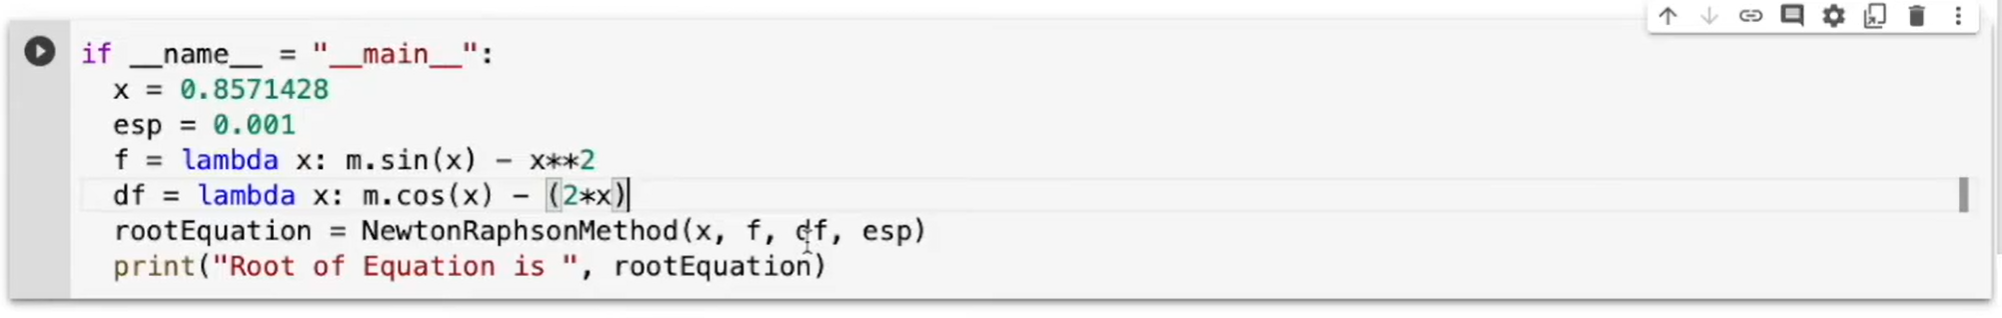 if __name__ = "__main__":
  x = 0.8571428
  esp = 0.001
  f = lambda x: m.sin(x) - x**2
  df = lambda x: m.cos(x) - (2*x)
  rootEquation = NewtonRaphsonMethod(x, f, df, esp)
  print("Root of Equation is ", rootEquation)